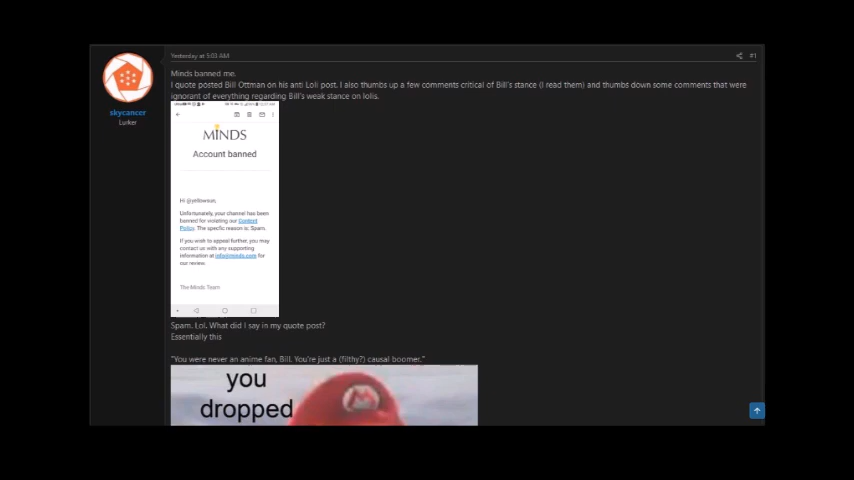 Yesterday at 5:03 AM
#1
skycancer
Lurker
Minds banned me.
I quote posted Bill Ottman on his anti Loli post. I also thumbs up a few comments critical of Bill's stance (I read them) and thumbs down some comments that were
ignorant of everything regarding Bill's weak stance on lolis.
MINDS
Account banned
Hi @yellowsun,
Unfortunately, your channel has been
banned for violating our Content
Policy. The specific reason is: Spam.
If you wish to appeal further, you may
contact us with any supporting
information at info@minds.com for
our review.
The Minds Team
Spam. Lol. What did I say in my quote post?
Essentially this
"You were never an anime fan, Bill. You're just a (filthy?) causal boomer."
you
dropped
M